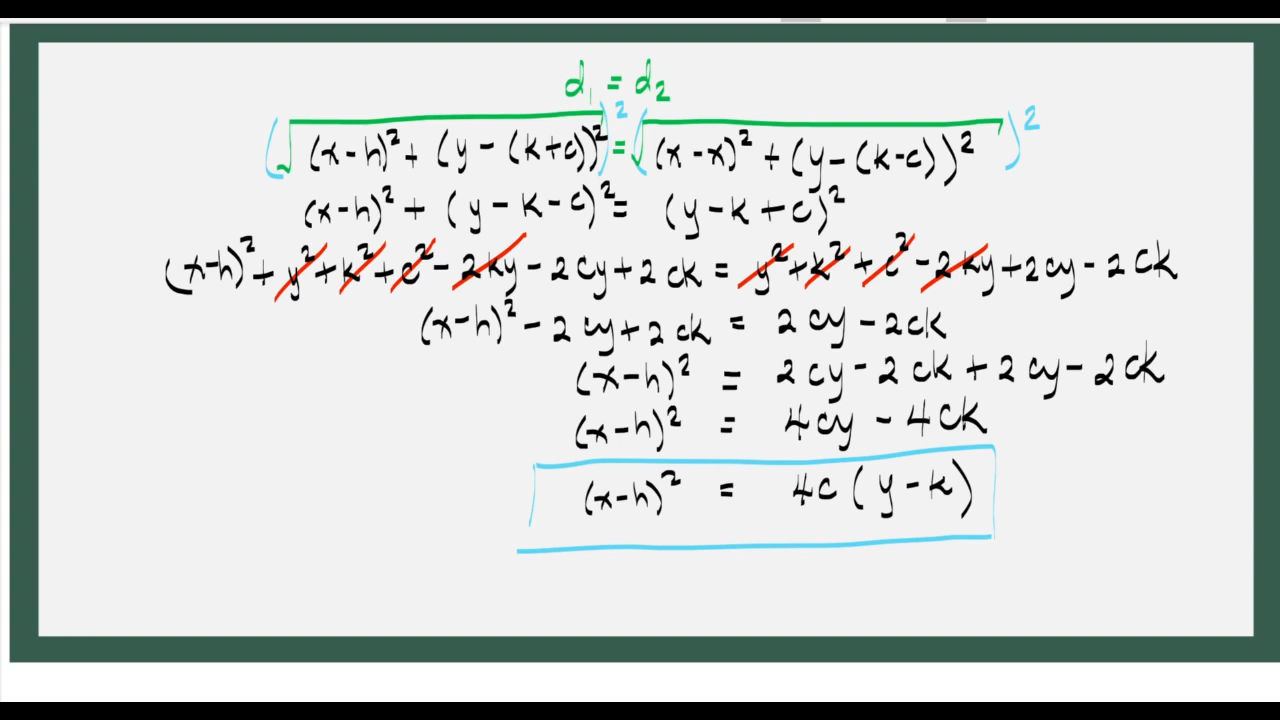 d₁ = d₂
(√((x-h)² + (y-(k+c))²))² = (√((x-x)² + (y-(k-c))²))²
(x-h)² + (y-k-c)² = (y-k+c)²
(x-h)² + y² + k² + c² - 2ky - 2cy + 2ck = y² + k² + c² - 2ky + 2cy - 2ck
(x-h)² - 2cy + 2ck = 2cy - 2ck
(x-h)² = 2cy - 2ck + 2cy - 2ck
(x-h)² = 4cy - 4ck
(x-h)² = 4c(y-k)